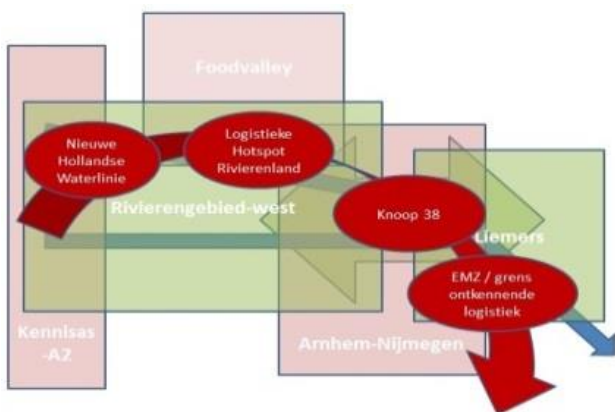 Foodvalley
Nieuwe
Hollandse
Waterlinie
Logistieke
Hotspot
Rivierenland
Rivierengebied-west
Knoop 38
Liemers
EMZ / grens
ontkennende
logistiek
Kennisas
-A2
Arnhem-Nijmegen